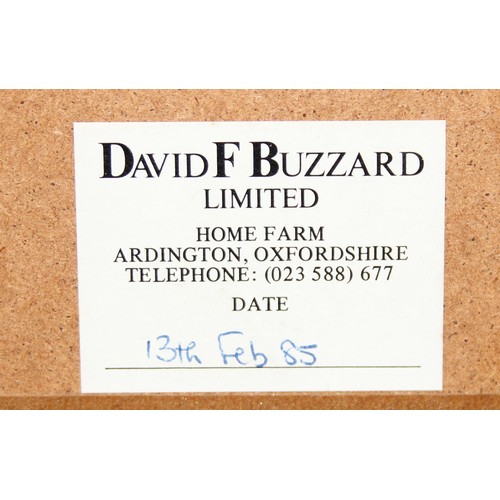 DAVID F BUZZARD
LIMITED
HOME FARM
ARDINGTON, OXFORDSHIRE
TELEPHONE: (023 588) 677
DATE
13th Feb 85